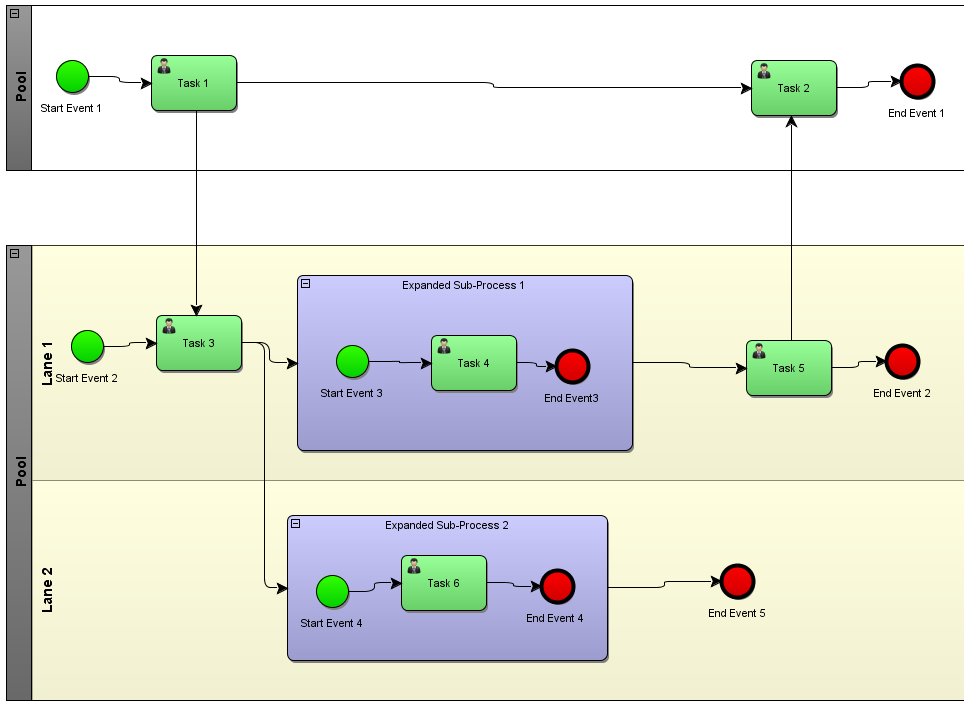 Pool
Task 1
Start Event 1
Task 2
End Event 1
Pool
Lane 1
Start Event 2
Task 3
Expanded Sub-Process 1
Start Event 3
Task 4
End Event3
Task 5
End Event 2
Lane 2
Expanded Sub-Process 2
Start Event 4
Task 6
End Event 4
End Event 5